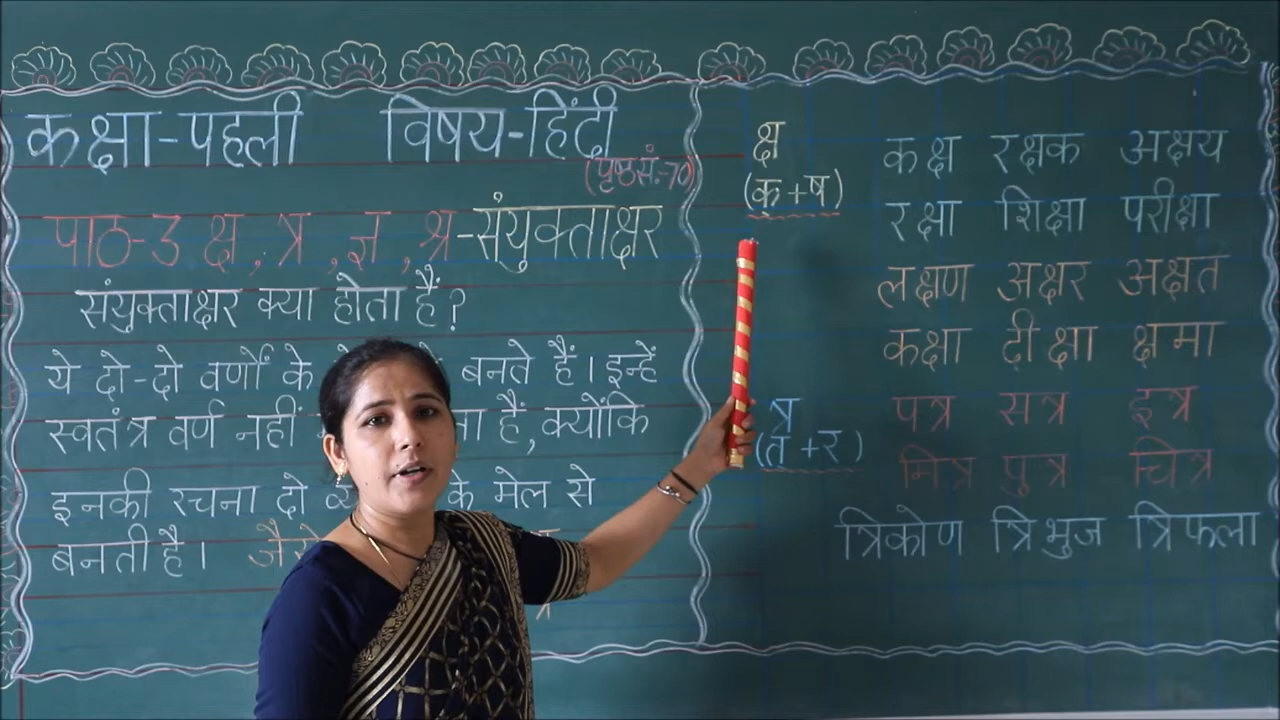 कक्षा-पहली विषय-हिंदी
(पृष्ठसं.-70)
पाठ-3 क्ष, त्र, ज्ञ, श्र-संयुक्ताक्षर
संयुक्ताक्षर क्या होता हैं?
ये दो-दो वर्णों के बनते हैं। इन्हें
स्वतंत्र वर्ण नहीं हैं, क्योंकि
इनकी रचना दो के मेल से
बनती है।
क्ष
(क् +ष)
कक्ष रक्षक अक्षय
रक्षा शिक्षा परीक्षा
लक्षण अक्षर अक्षत
कक्षा दीक्षा क्षमा
त्र
(त +र)
पत्र सत्र इत्र
मित्र पुत्र चित्र
त्रिकोण त्रिभुज त्रिफला